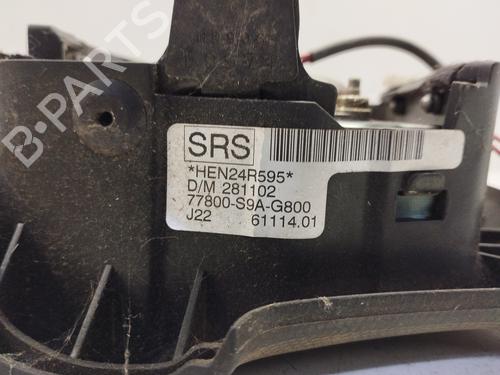 B-PARTS
SRS
*HEN24R595*
D/M 281102
77800-S9A-G800
J22 61114.01